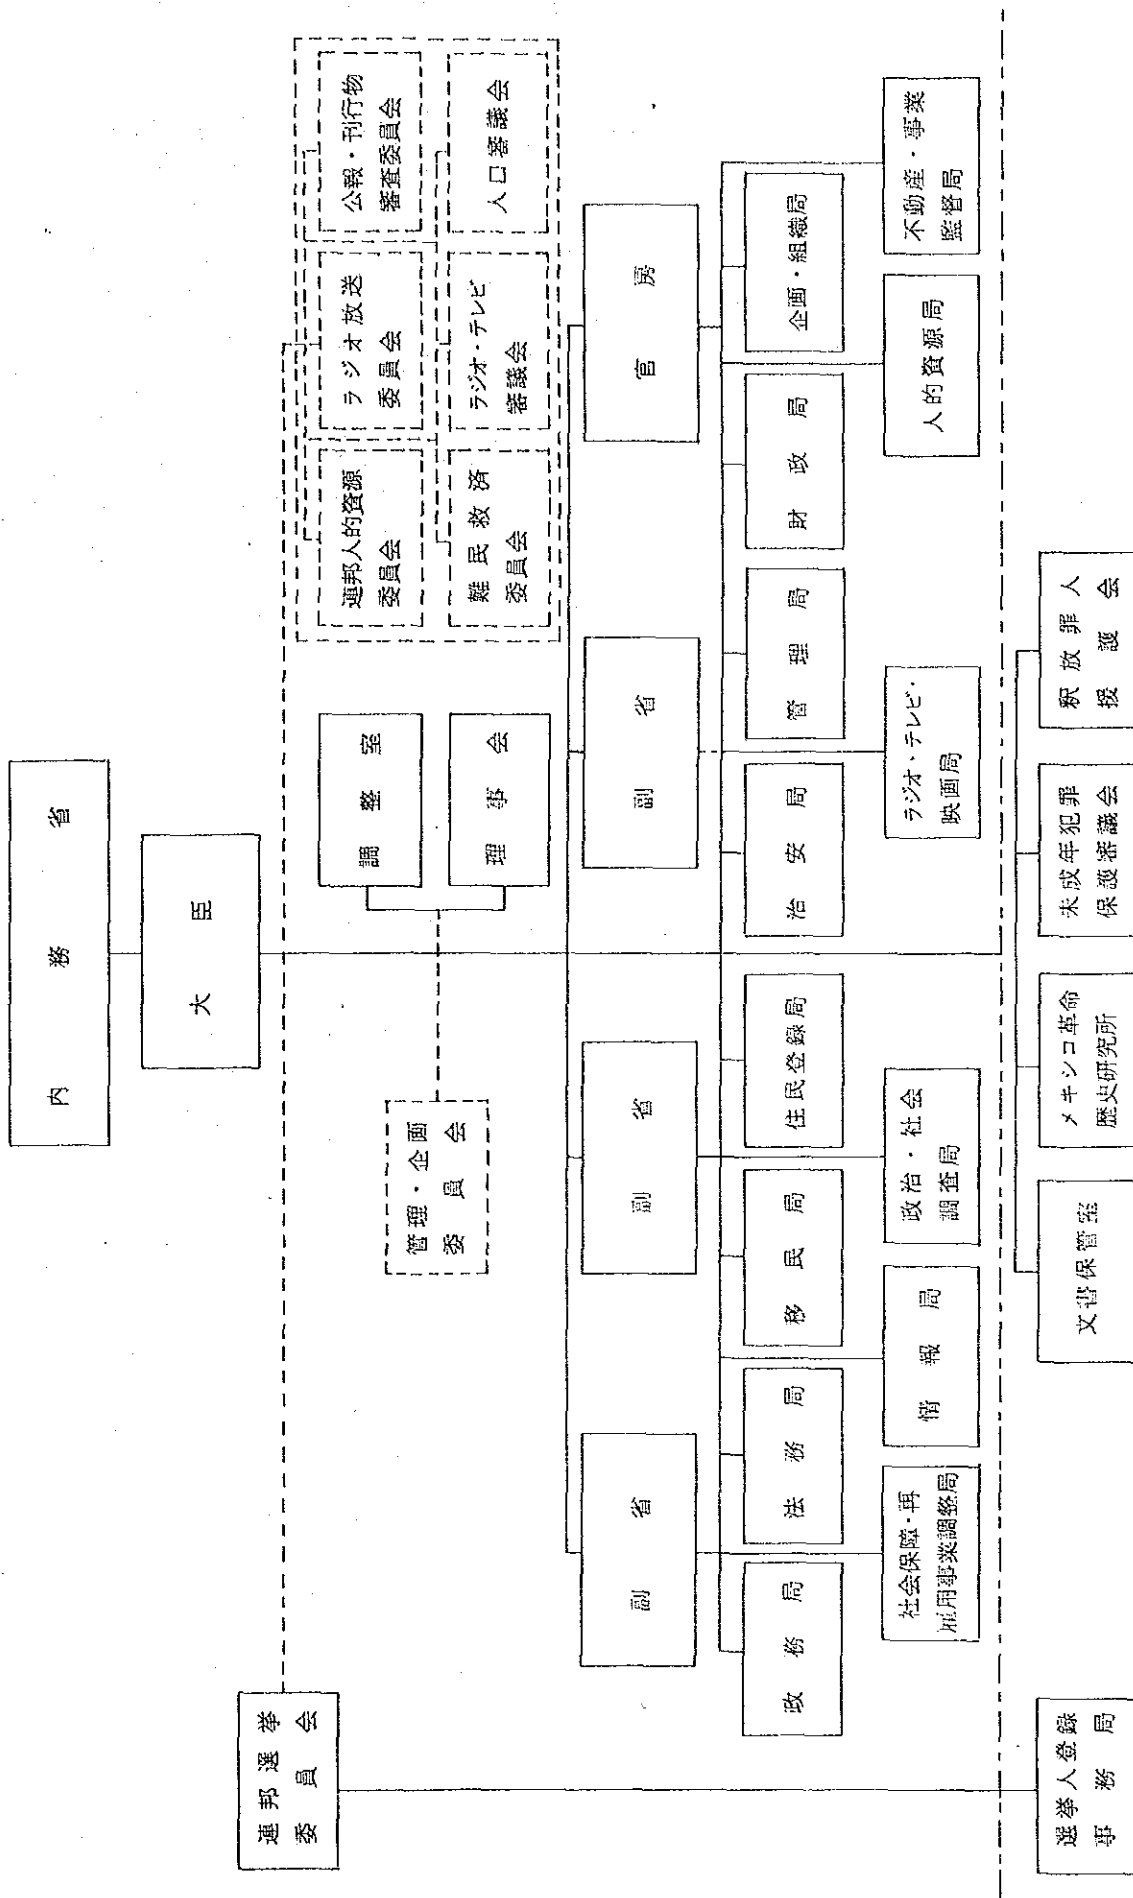 内務省
大臣
連邦選挙
委員会
連邦人的資源
委員会
ラジオ放送
委員会
公報・刊行物
審査委員会
難民救済
委員会
ラジオ・テレビ
審議会
人口審議会
調整室
理事会
管理・企画
委員会
副省
副省
副省
官房
政務局
法務局
移民局
住民登録局
治安局
管理局
財政局
企画・組織局
社会保障・再
雇用事業調整局
情報局
政治・社会
調査局
ラジオ・テレビ・
映画局
人的資源局
不動産・事業
監督局
選挙人登録
事務局
文書保管室
メキシコ革命
歴史研究所
未成年犯罪
保護審議会
釈放罪人
援護会